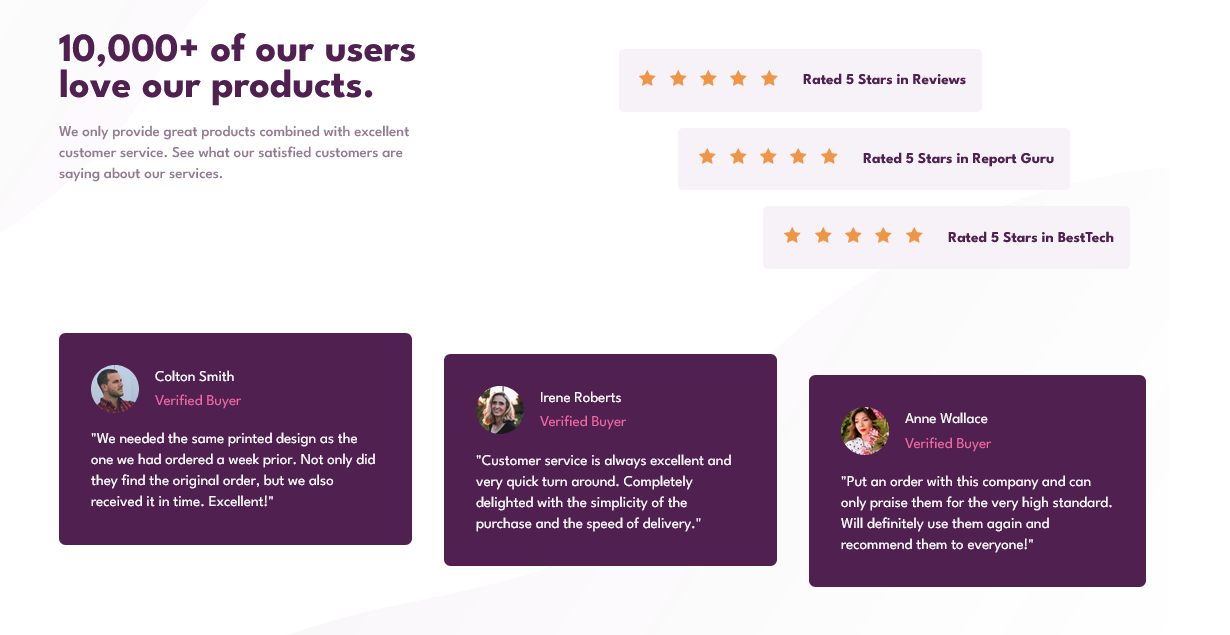 10,000+ of our users
love our products.
We only provide great products combined with excellent
customer service. See what our satisfied customers are
saying about our services.
Rated 5 Stars in Reviews
Rated 5 Stars in Report Guru
Rated 5 Stars in BestTech
Colton Smith
Verified Buyer
"We needed the same printed design as the
one we had ordered a week prior. Not only did
they find the original order, but we also
received it in time. Excellent!"
Irene Roberts
Verified Buyer
"Customer service is always excellent and
very quick turn around. Completely
delighted with the simplicity of the
purchase and the speed of delivery."
Anne Wallace
Verified Buyer
"Put an order with this company and can
only praise them for the very high standard.
Will definitely use them again and
recommend them to everyone!"